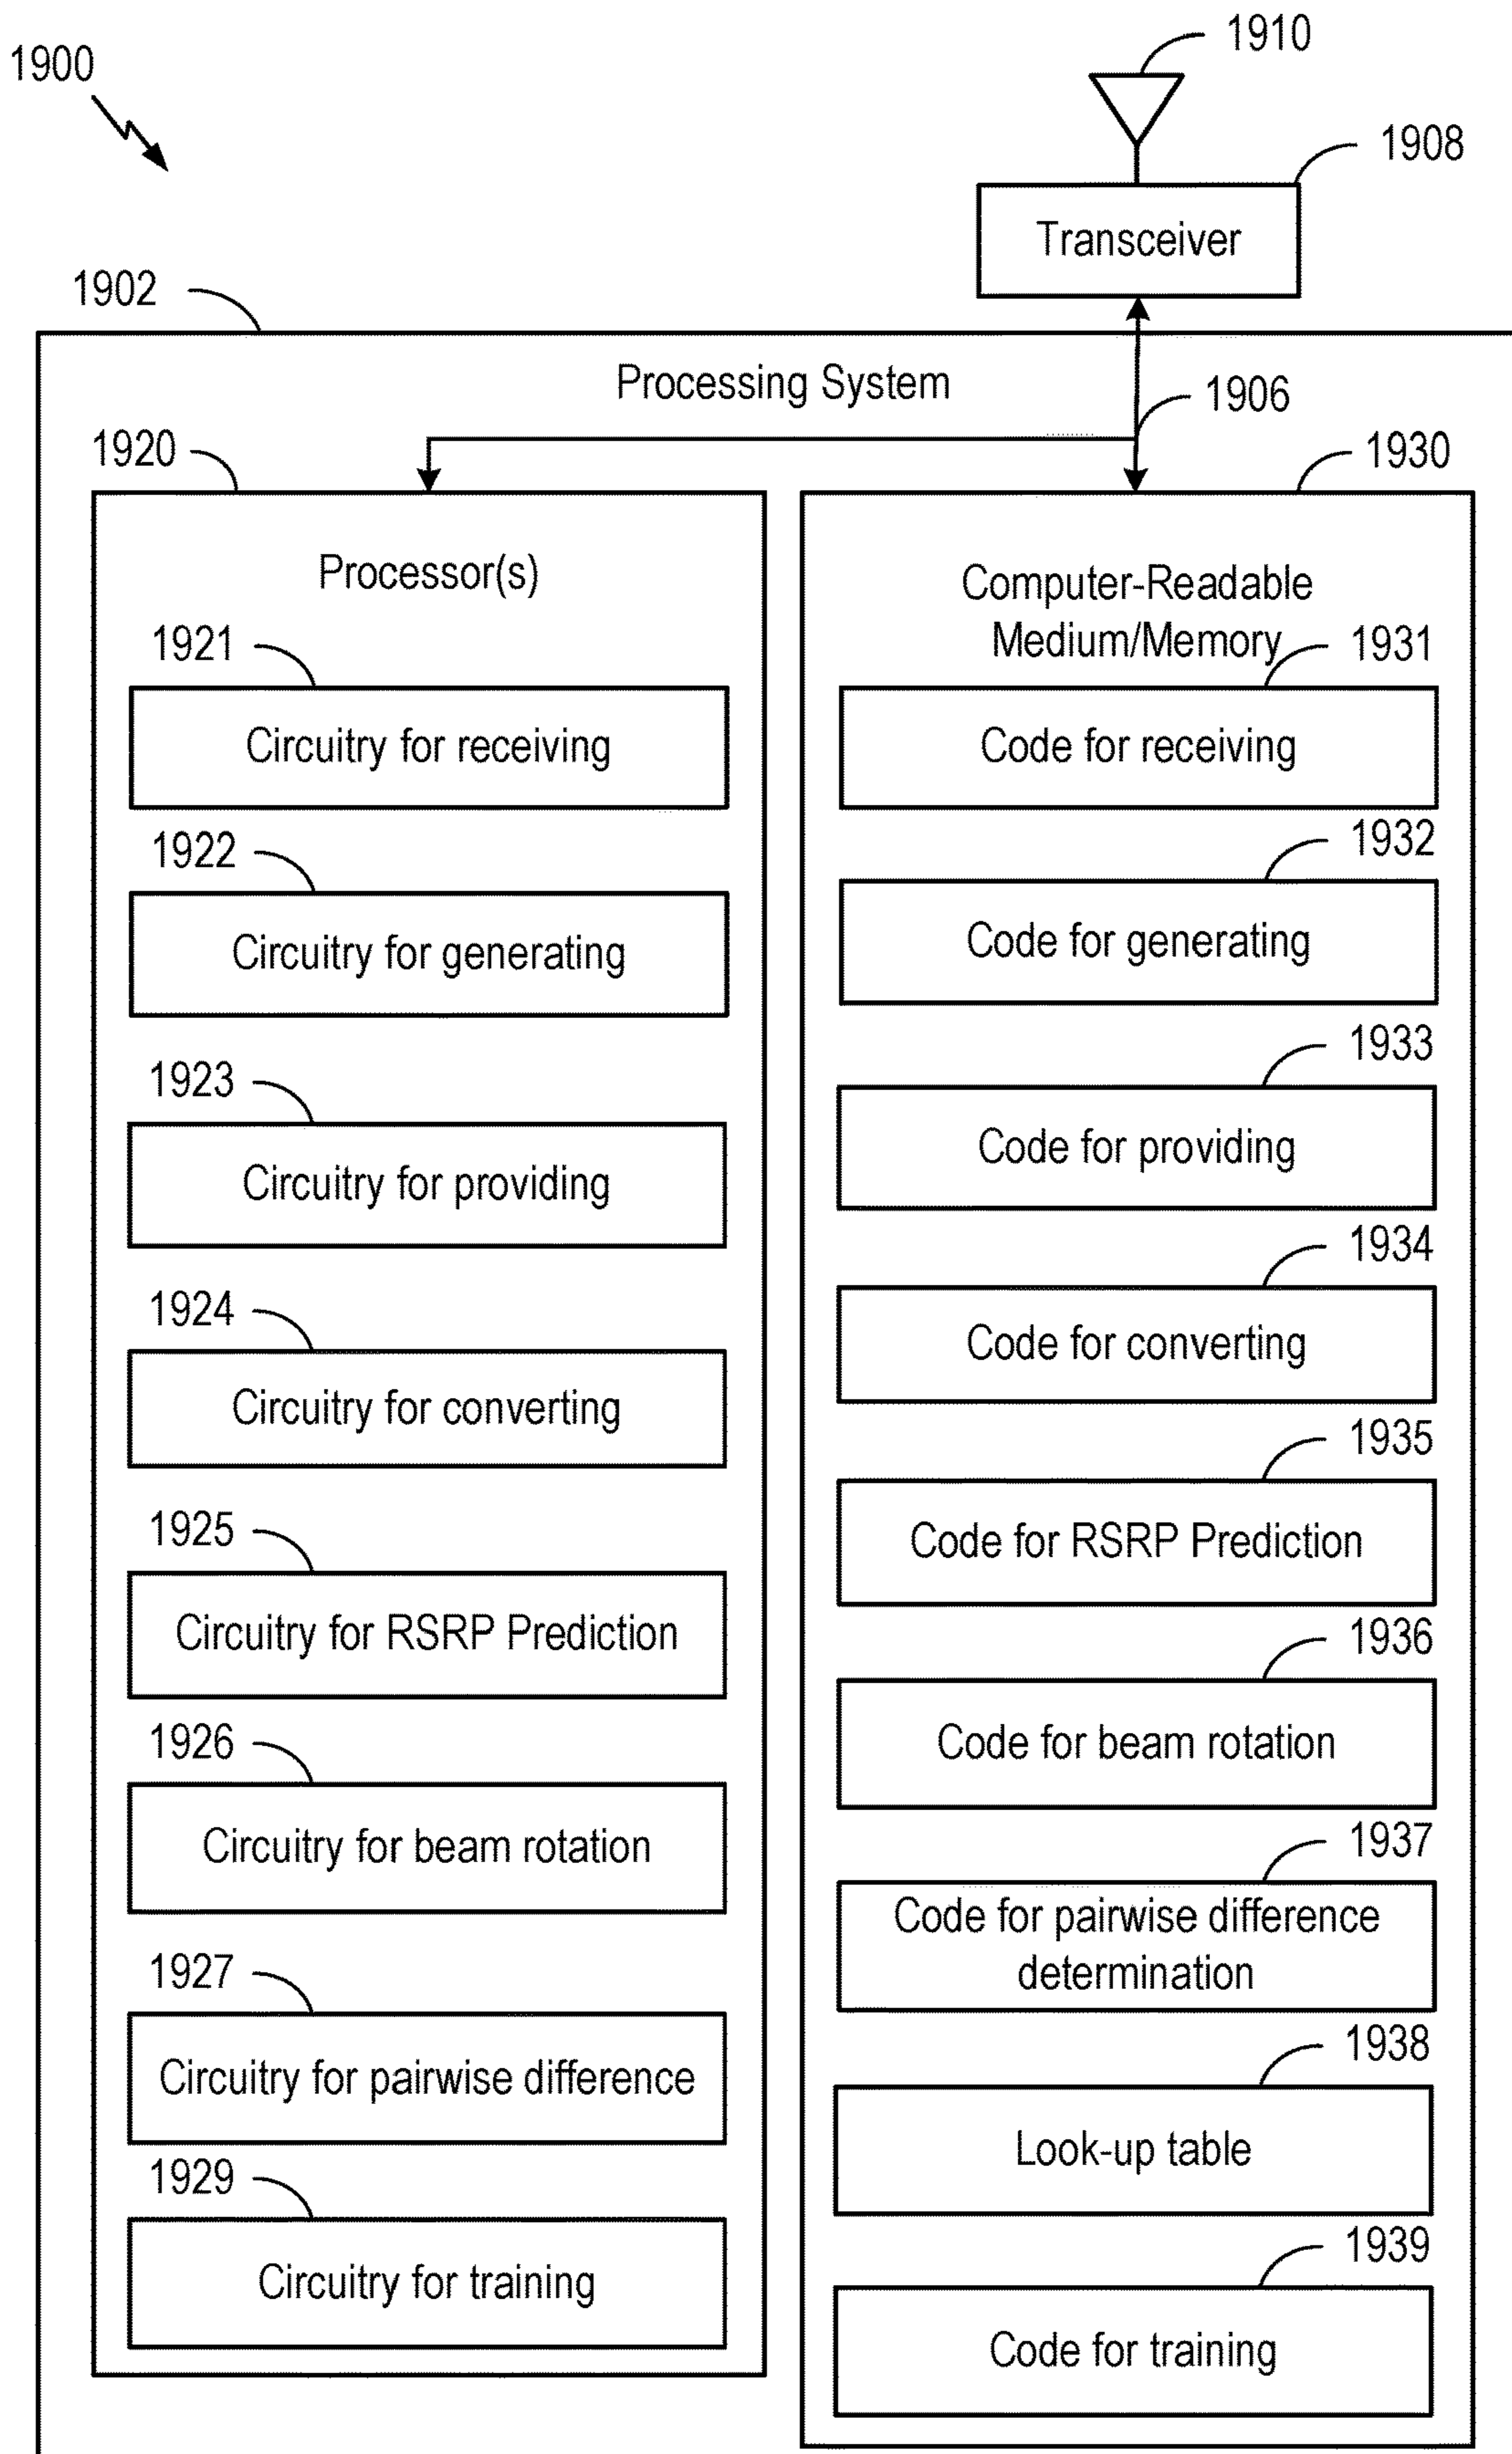 1900
1910
1908
Transceiver
1902
Processing System
1906
1920
1930
Processor(s)
Computer-Readable
Medium/Memory
1921
Circuitry for receiving
1922
Circuitry for generating
1923
Circuitry for providing
1924
Circuitry for converting
1925
Circuitry for RSRP Prediction
1926
Circuitry for beam rotation
1927
Circuitry for pairwise difference
1929
Circuitry for training
1931
Code for receiving
1932
Code for generating
1933
Code for providing
1934
Code for converting
1935
Code for RSRP Prediction
1936
Code for beam rotation
1937
Code for pairwise difference
determination
1938
Look-up table
1939
Code for training